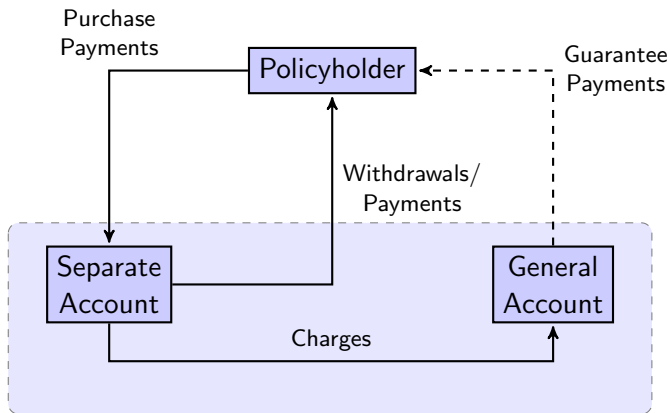 Purchase
Payments
Policyholder
Guarantee
Payments
Withdrawals/
Payments
Separate
Account
General
Account
Charges